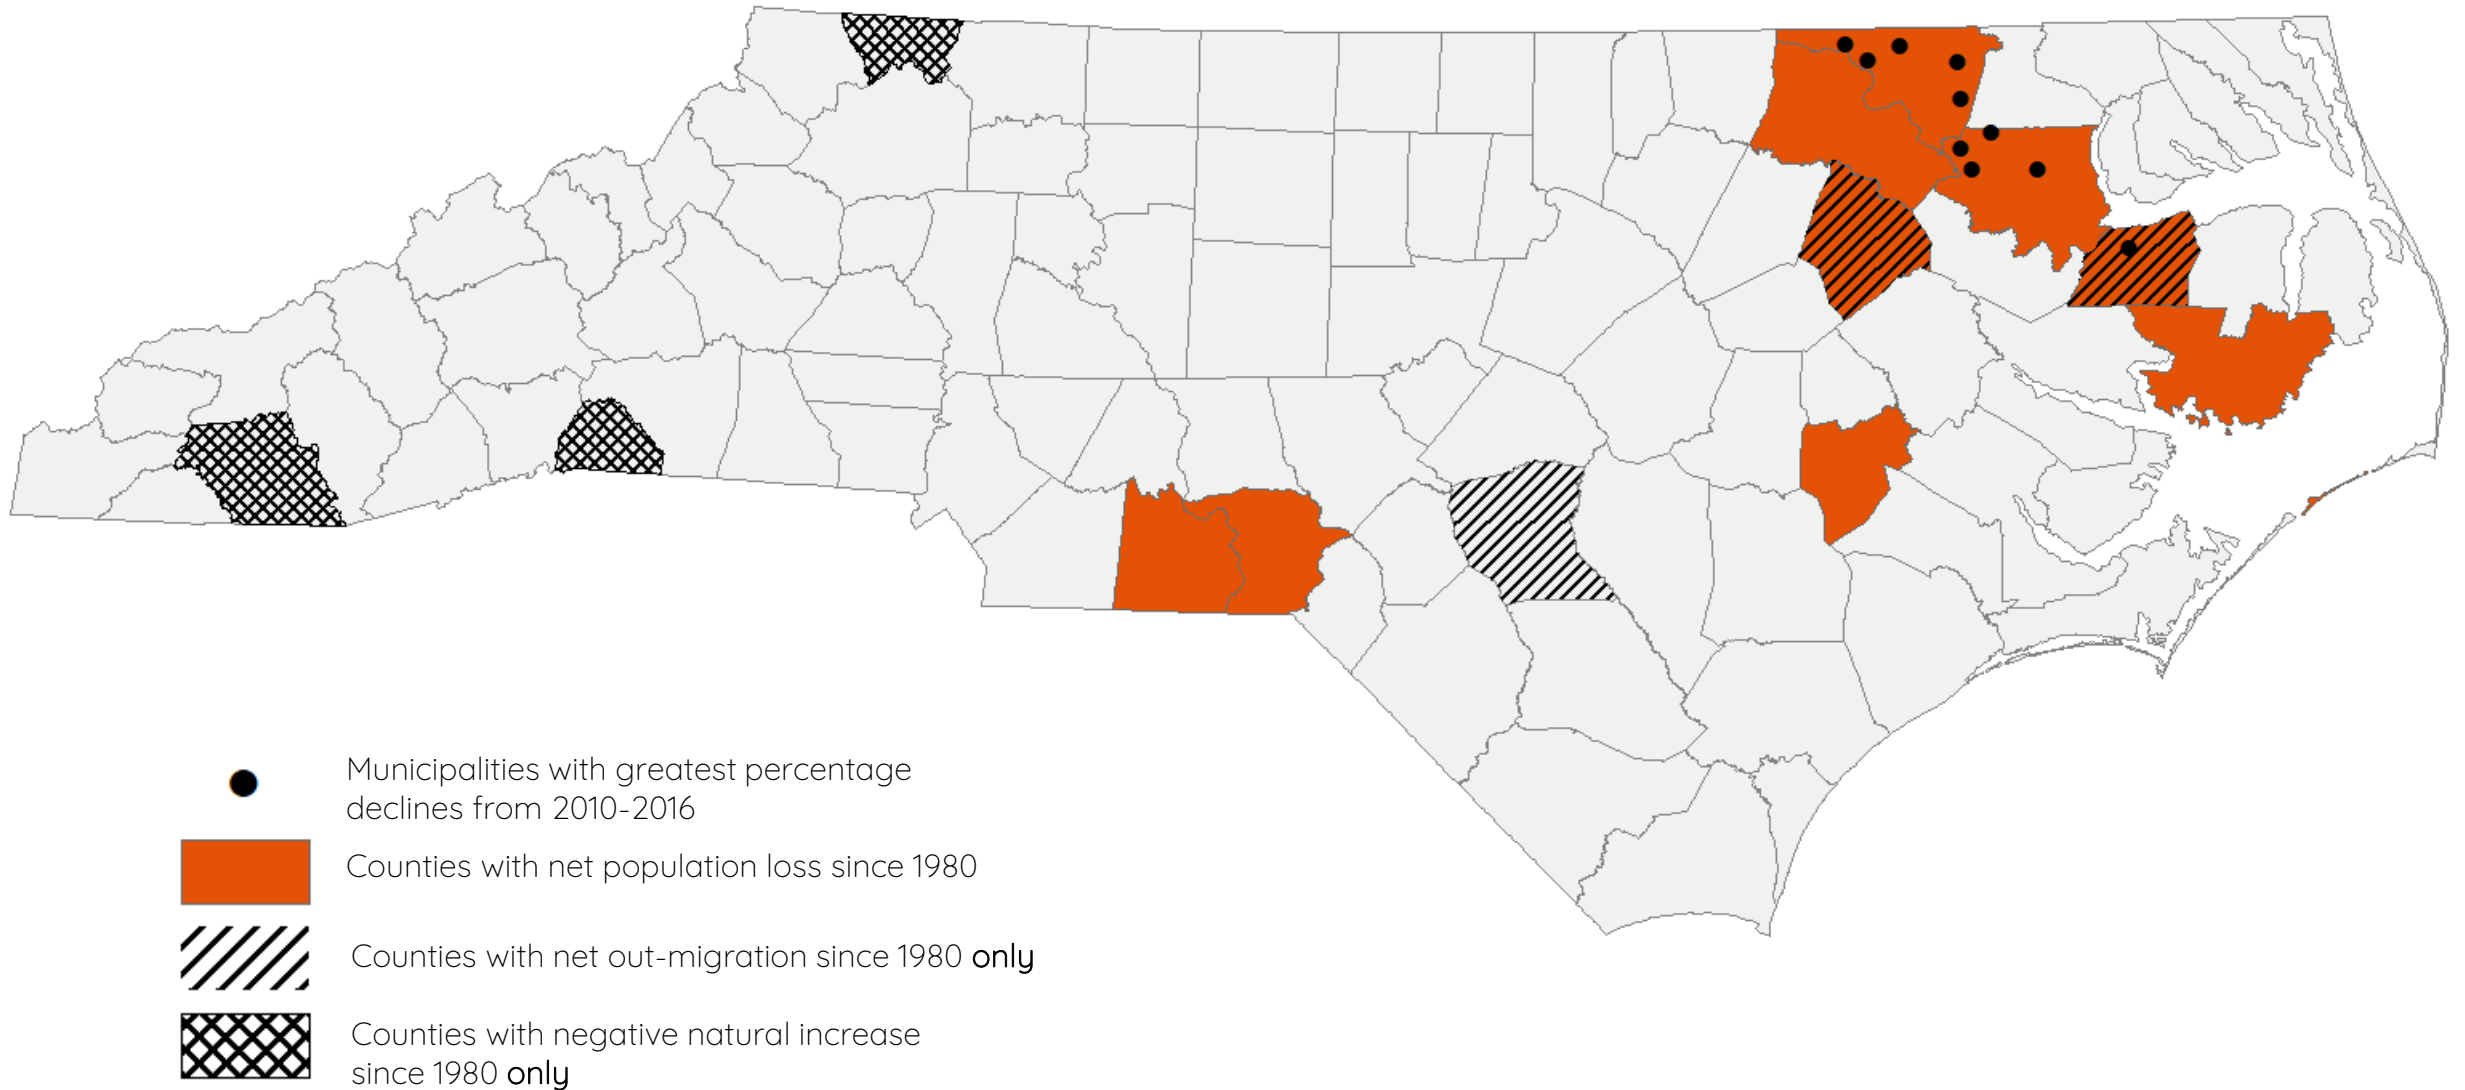 Municipalities with greatest percentage
declines from 2010-2016
Counties with net population loss since 1980
Counties with net out-migration since 1980 only
Counties with negative natural increase
since 1980 only